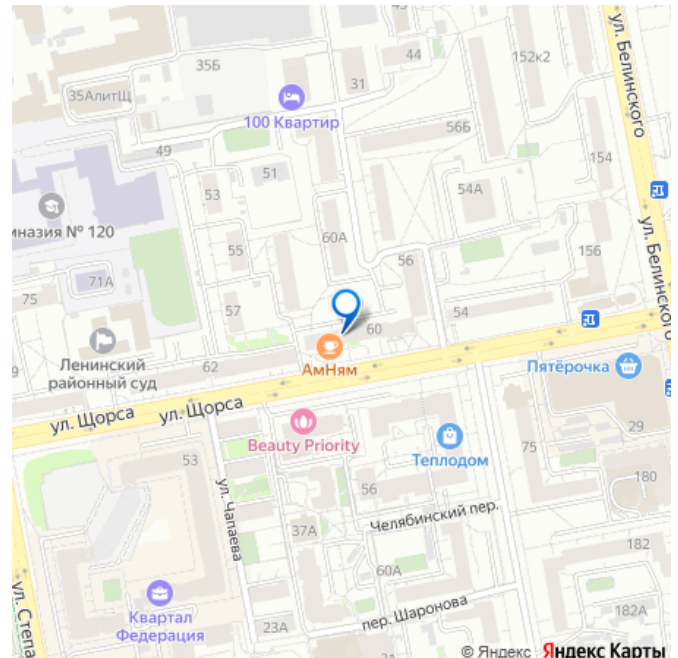 44
35Б
152к2
31
35АлитЩ
100 Квартир
56Б
49
154
ул. Белинского
51
53
54А
мназия № 120
60А
55
56
156
ул. Белинского
71А
75
57
54
60
Ленинский
районный суд
62
АмНям
Пятёрочка
ул. Щорса
ул. Щорса
Beauty Priority
Теплодом
29
75
53
180
56
ул. Чапаева
Челябинский пер.
37А
182
60А
ул. Степа
Квартал
Федерация
пер. Шаронова
23А
182А
31
© Яндекс Яндекс Карты